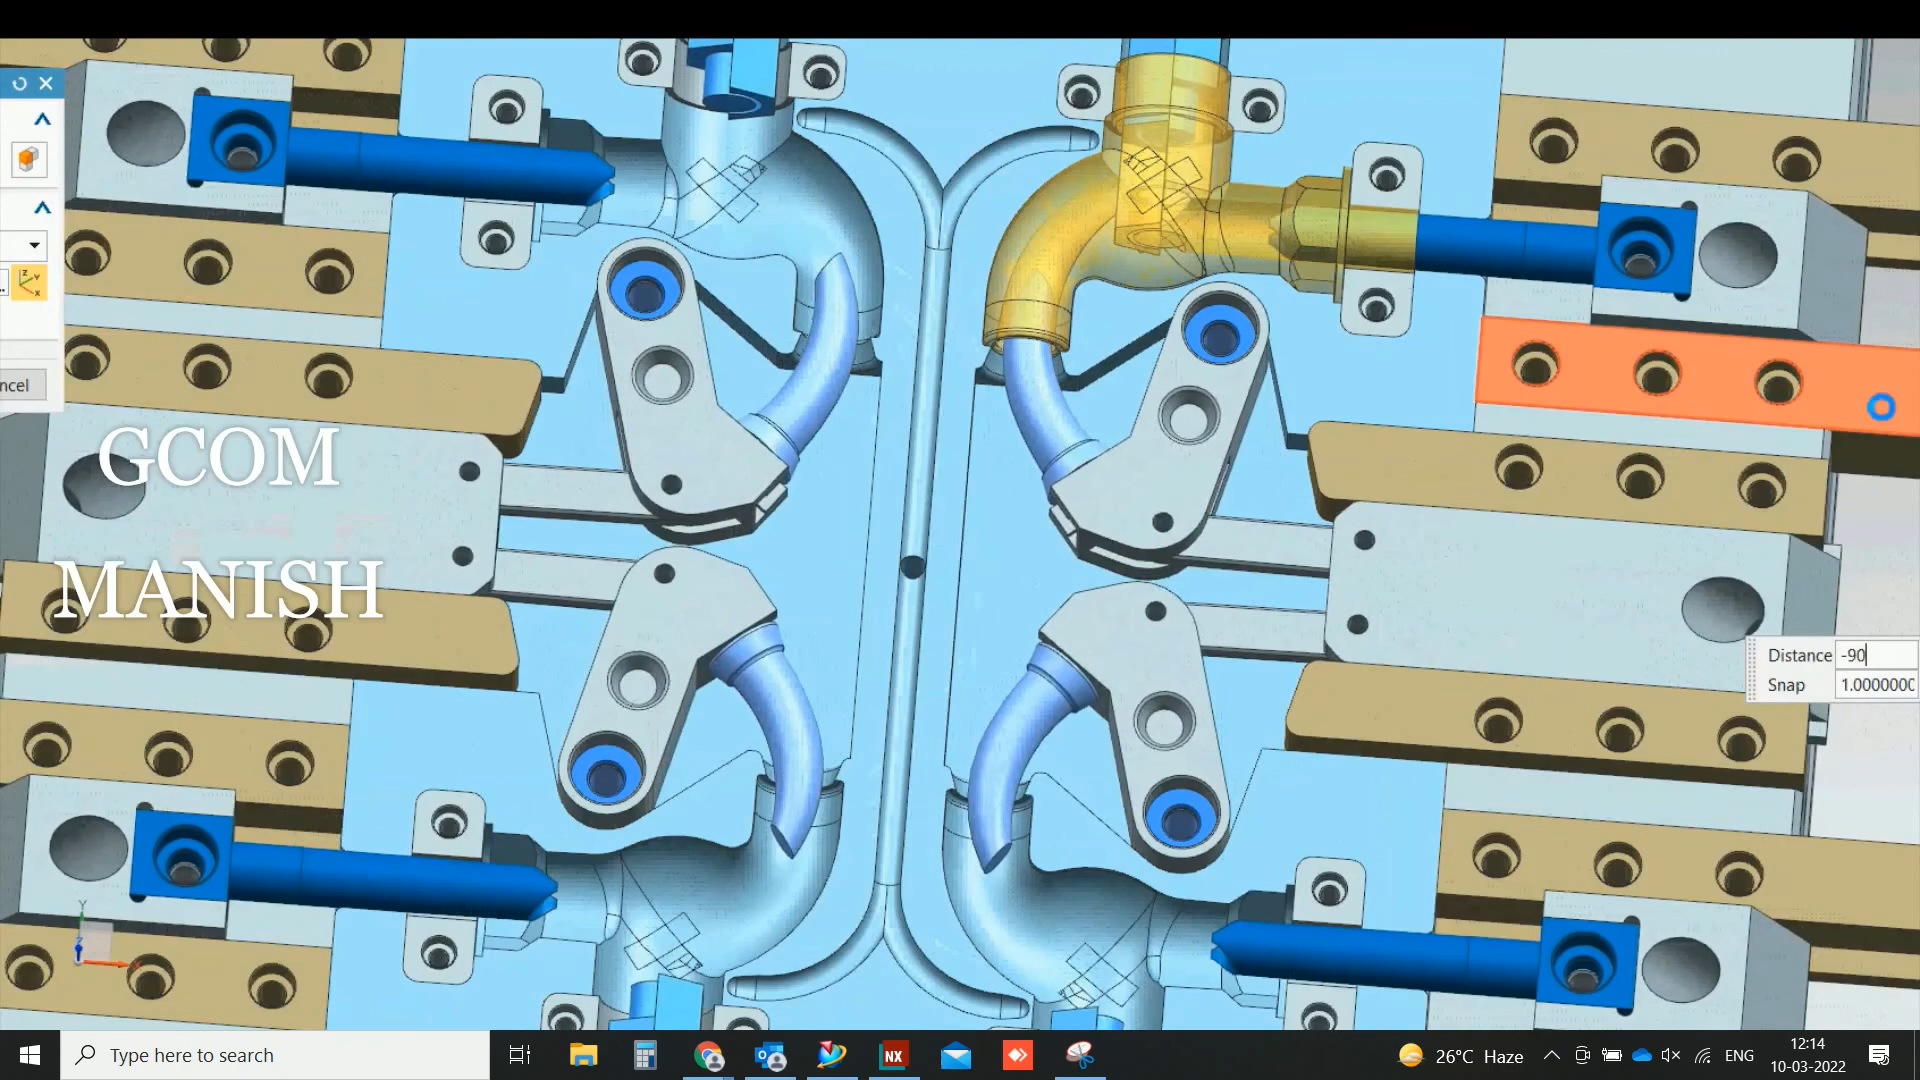 ncel
GCOM
MANISH
Distance -90
Snap 1.0000000
Z
Y
X
Y
Z
NX
Type here to search
26°C Haze
ENG
12:14
10-03-2022